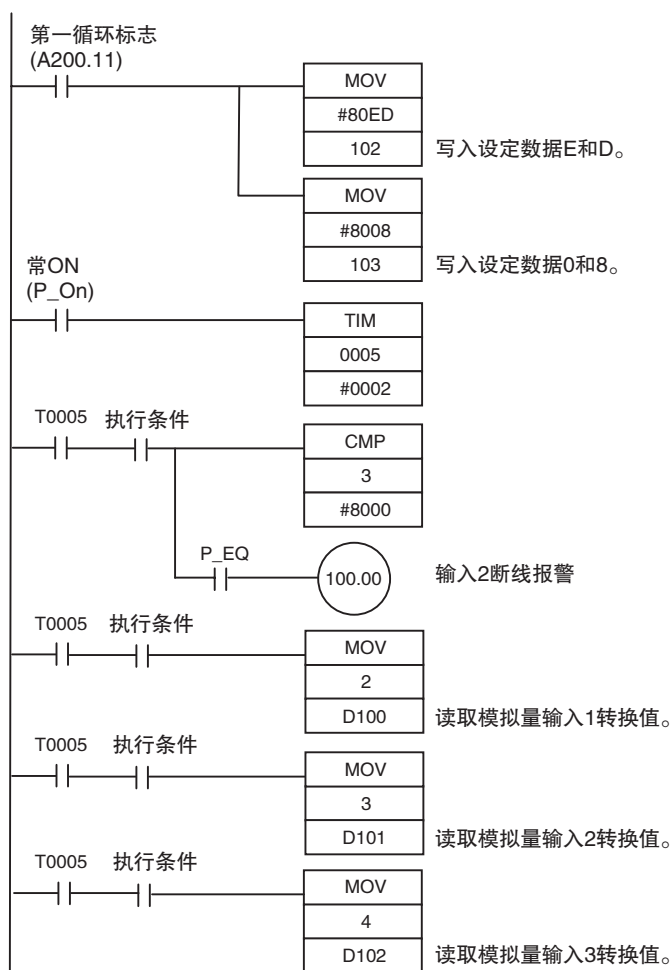 第一循环标志
(A200.11)
MOV
#80ED
102 写入设定数据E和D。
MOV
#8008
103 写入设定数据0和8。
常ON
(P_On)
TIM
0005
#0002
T0005 执行条件
CMP
3
#8000
P_EQ
100.00 输入2断线报警
T0005 执行条件
MOV
2
D100 读取模拟量输入1转换值。
T0005 执行条件
MOV
3
D101 读取模拟量输入2转换值。
T0005 执行条件
MOV
4
D102 读取模拟量输入3转换值。